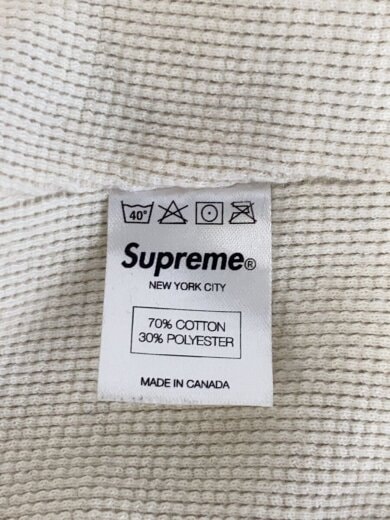 40°
Supreme®
NEW YORK CITY
70% COTTON
30% POLYESTER
MADE IN CANADA